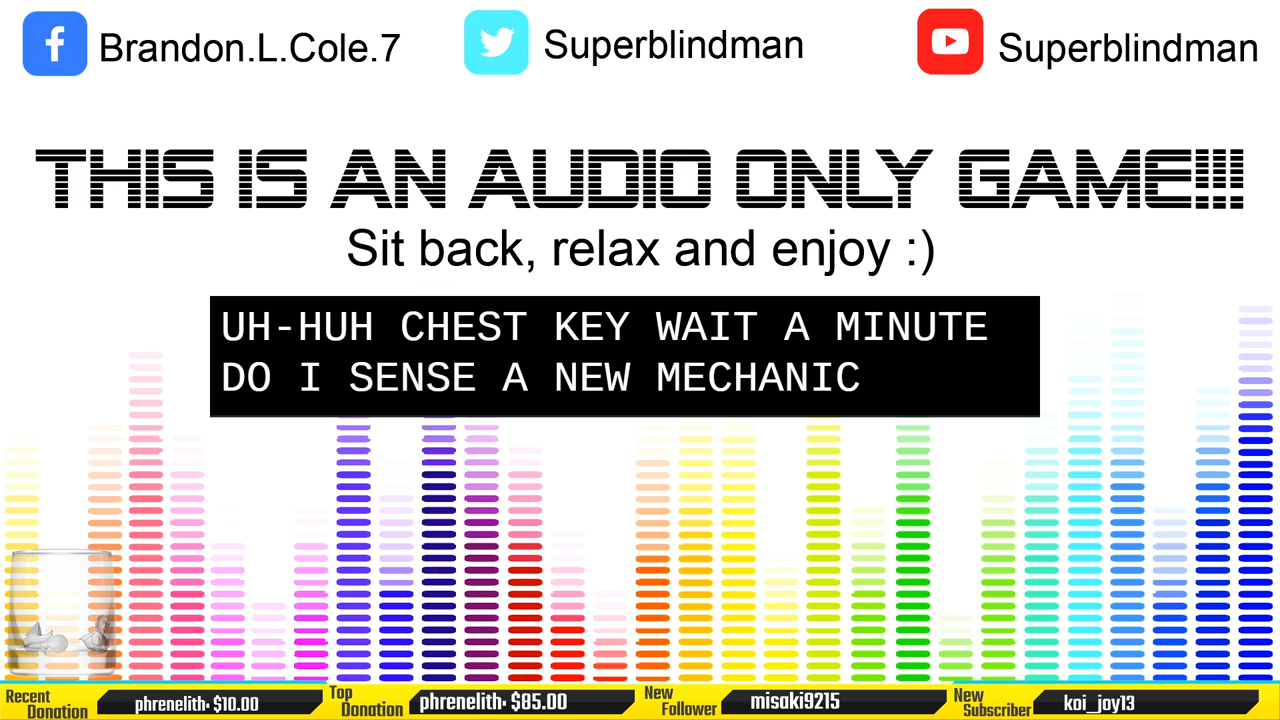 Brandon.L.Cole.7
Superblindman
Superblindman
THIS IS AN AUDIO ONLY GAME!!!
Sit back, relax and enjoy :)
UH-HUH CHEST KEY WAIT A MINUTE
DO I SENSE A NEW MECHANIC
Recent Donation
phrenelith: $10.00
Top Donation
phrenelith: $85.00
New Follower
misaki9215
New Subscriber
koi_joy13